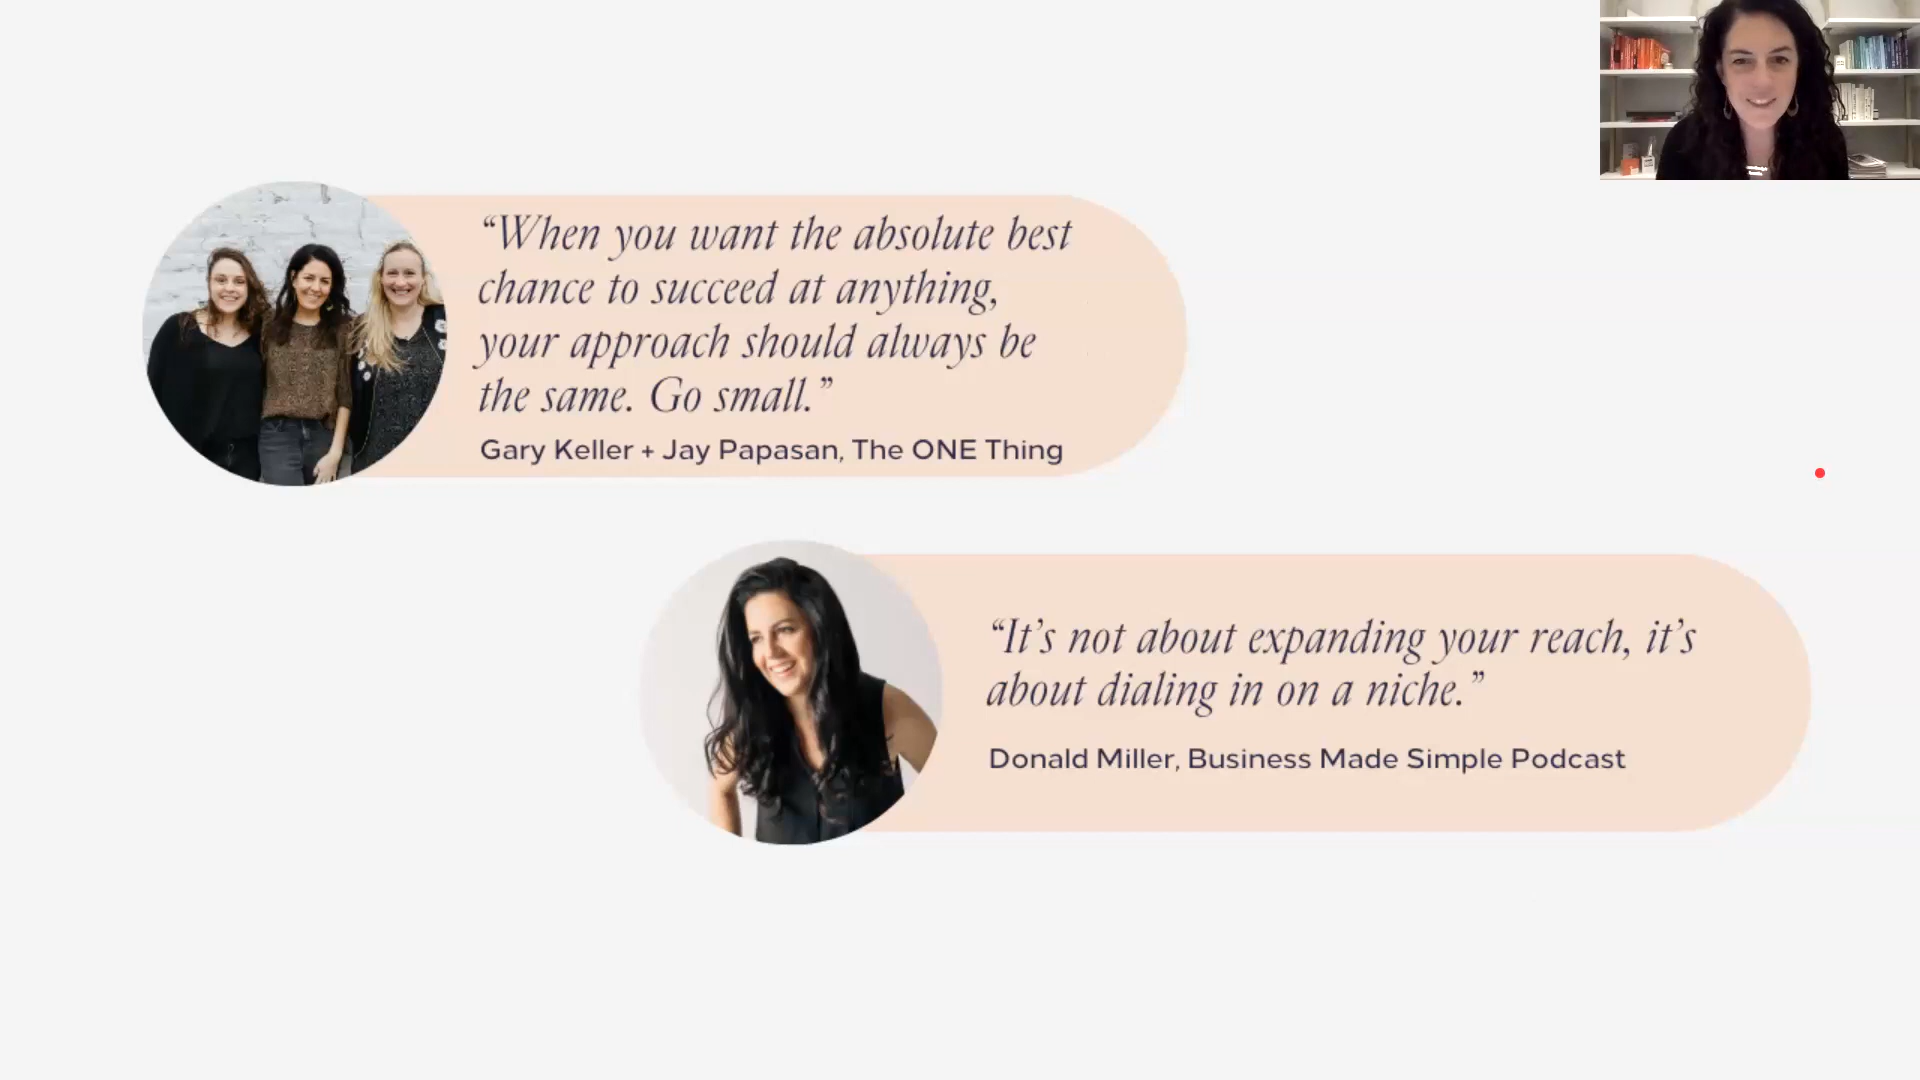 “When you want the absolute best
chance to succeed at anything,
your approach should always be
the same. Go small.”
Gary Keller + Jay Papasan, The ONE Thing
“It’s not about expanding your reach, it’s
about dialing in on a niche.”
Donald Miller, Business Made Simple Podcast